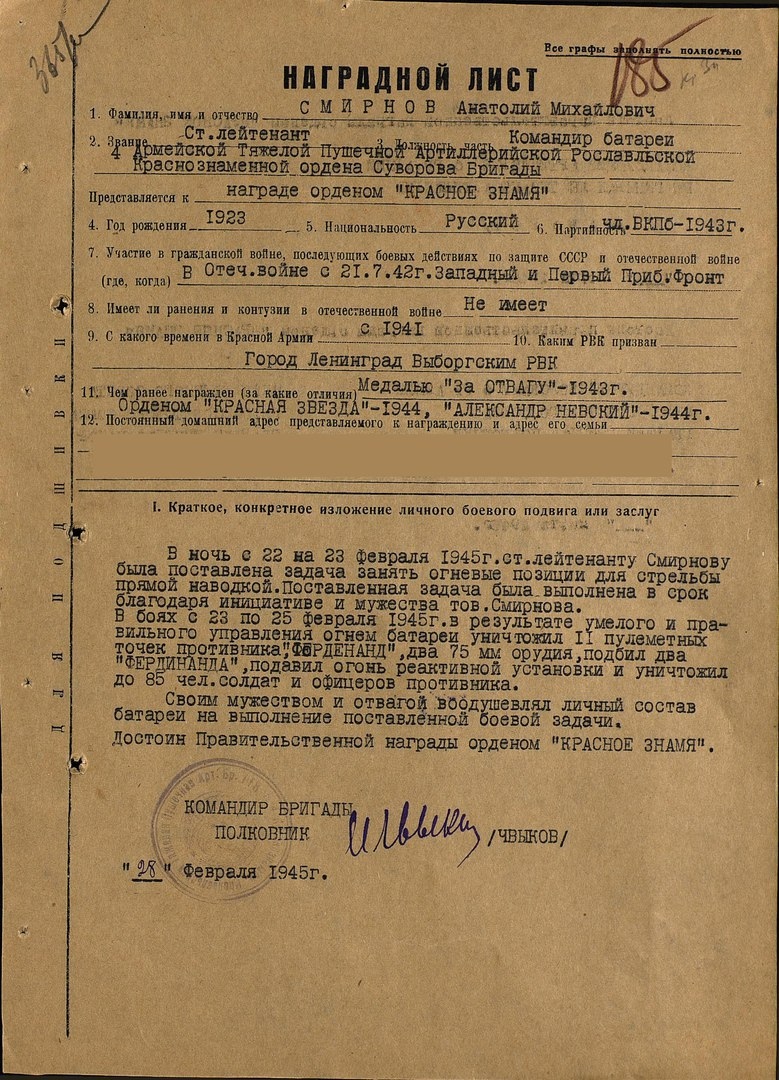 Все графы заполнять полностью
185
НАГРАДНОЙ ЛИСТ
1. Фамилия, имя и отчество СМИРНОВ Анатолий Михайлович
2. Звание Ст.лейтенант 3. Должность, часть Командир батареи
4 Армейской Тяжелой Пушечной Артиллерийской Рославльской
Краснознаменной ордена Суворова Бригады
Представляется к награде орденом "КРАСНОЕ ЗНАМЯ"
4. Год рождения 1923 5. Национальность Русский 6. Партийность чл.ВКПб-1943г.
7. Участие в гражданской войне, последующих боевых действиях по защите СССР и отечественной войне
(где, когда) В Отеч.войне с 21.7.42г.Западный и Первый Приб.Фронт
8. Имеет ли ранения и контузии в отечественной войне Не имеет
9. С какого времени в Красной Армии с 1941 10. Каким РВК призван
Город Ленинград Выборгским РВК
11. Чем ранее награжден (за какие отличия) Медалью "За ОТВАГУ"-1943г.
Орденом "КРАСНАЯ ЗВЕЗДА"-1944, "АЛЕКСАНДР НЕВСКИЙ"-1944г.
12. Постоянный домашний адрес представляемого к награждению и адрес его семьи
I. Краткое, конкретное изложение личного боевого подвига или заслуг
В ночь с 22 на 23 февраля 1945г.ст.лейтенанту Смирнову
была поставлена задача занять огневые позиции для стрельбы
прямой наводкой.Поставленная задача была выполнена в срок
благодаря инициативе и мужества тов.Смирнова.
В боях с 23 по 25 февраля 1945г.в результате умелого и пра-
вильного управления огнем батареи уничтожил II пулеметных
точек противника,"ФЕРДЕНАНД",два 75 мм орудия,подбил два
"ФЕРДИНАНДА",подавил огонь реактивной установки и уничтожил
до 85 чел.солдат и офицеров противника.
Своим мужеством и отвагой воодушевлял личный состав
батареи на выполнение поставленной боевой задачи.
Достоин Правительственной награды орденом "КРАСНОЕ ЗНАМЯ".
КОМАНДИР БРИГАДЫ
ПОЛКОВНИК /ЧВЫКОВ/
"28" Февраля 1945г.
ДЛЯ ПОДШИВКИ